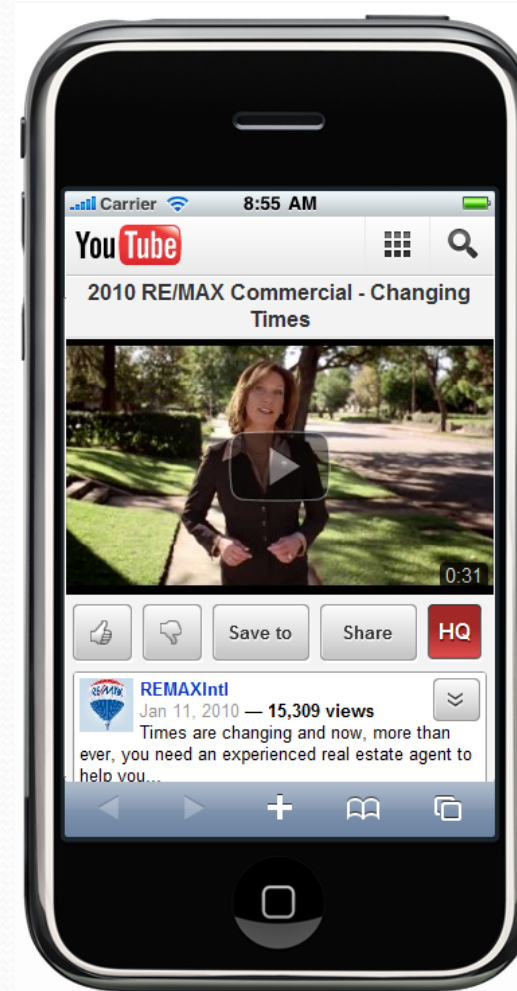 Carrier 8:55 AM
YouTube
2010 RE/MAX Commercial - Changing
Times
0:31
Save to Share HQ
RE/MAX
REMAXIntl
Jan 11, 2010 — 15,309 views
Times are changing and now, more than
ever, you need an experienced real estate agent to
help you...